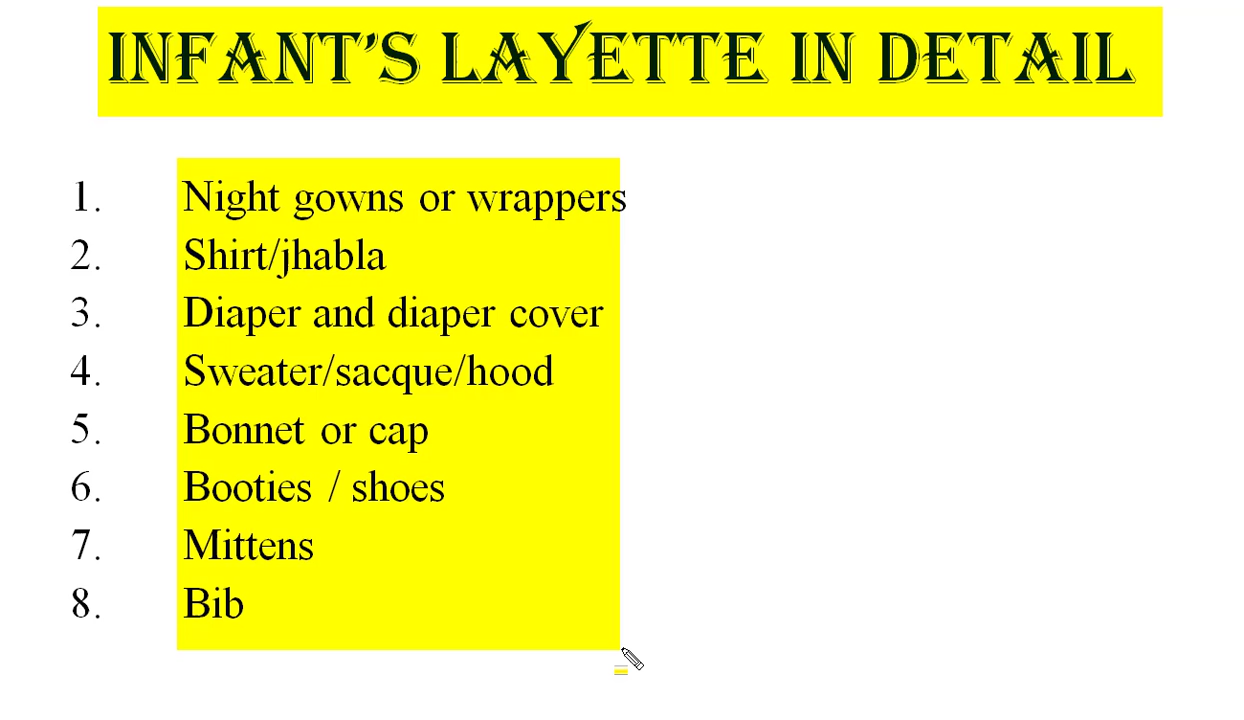 INFANT'S LAYETTE IN DETAIL
1. Night gowns or wrappers
2. Shirt/jhabla
3. Diaper and diaper cover
4. Sweater/sacque/hood
5. Bonnet or cap
6. Booties / shoes
7. Mittens
8. Bib